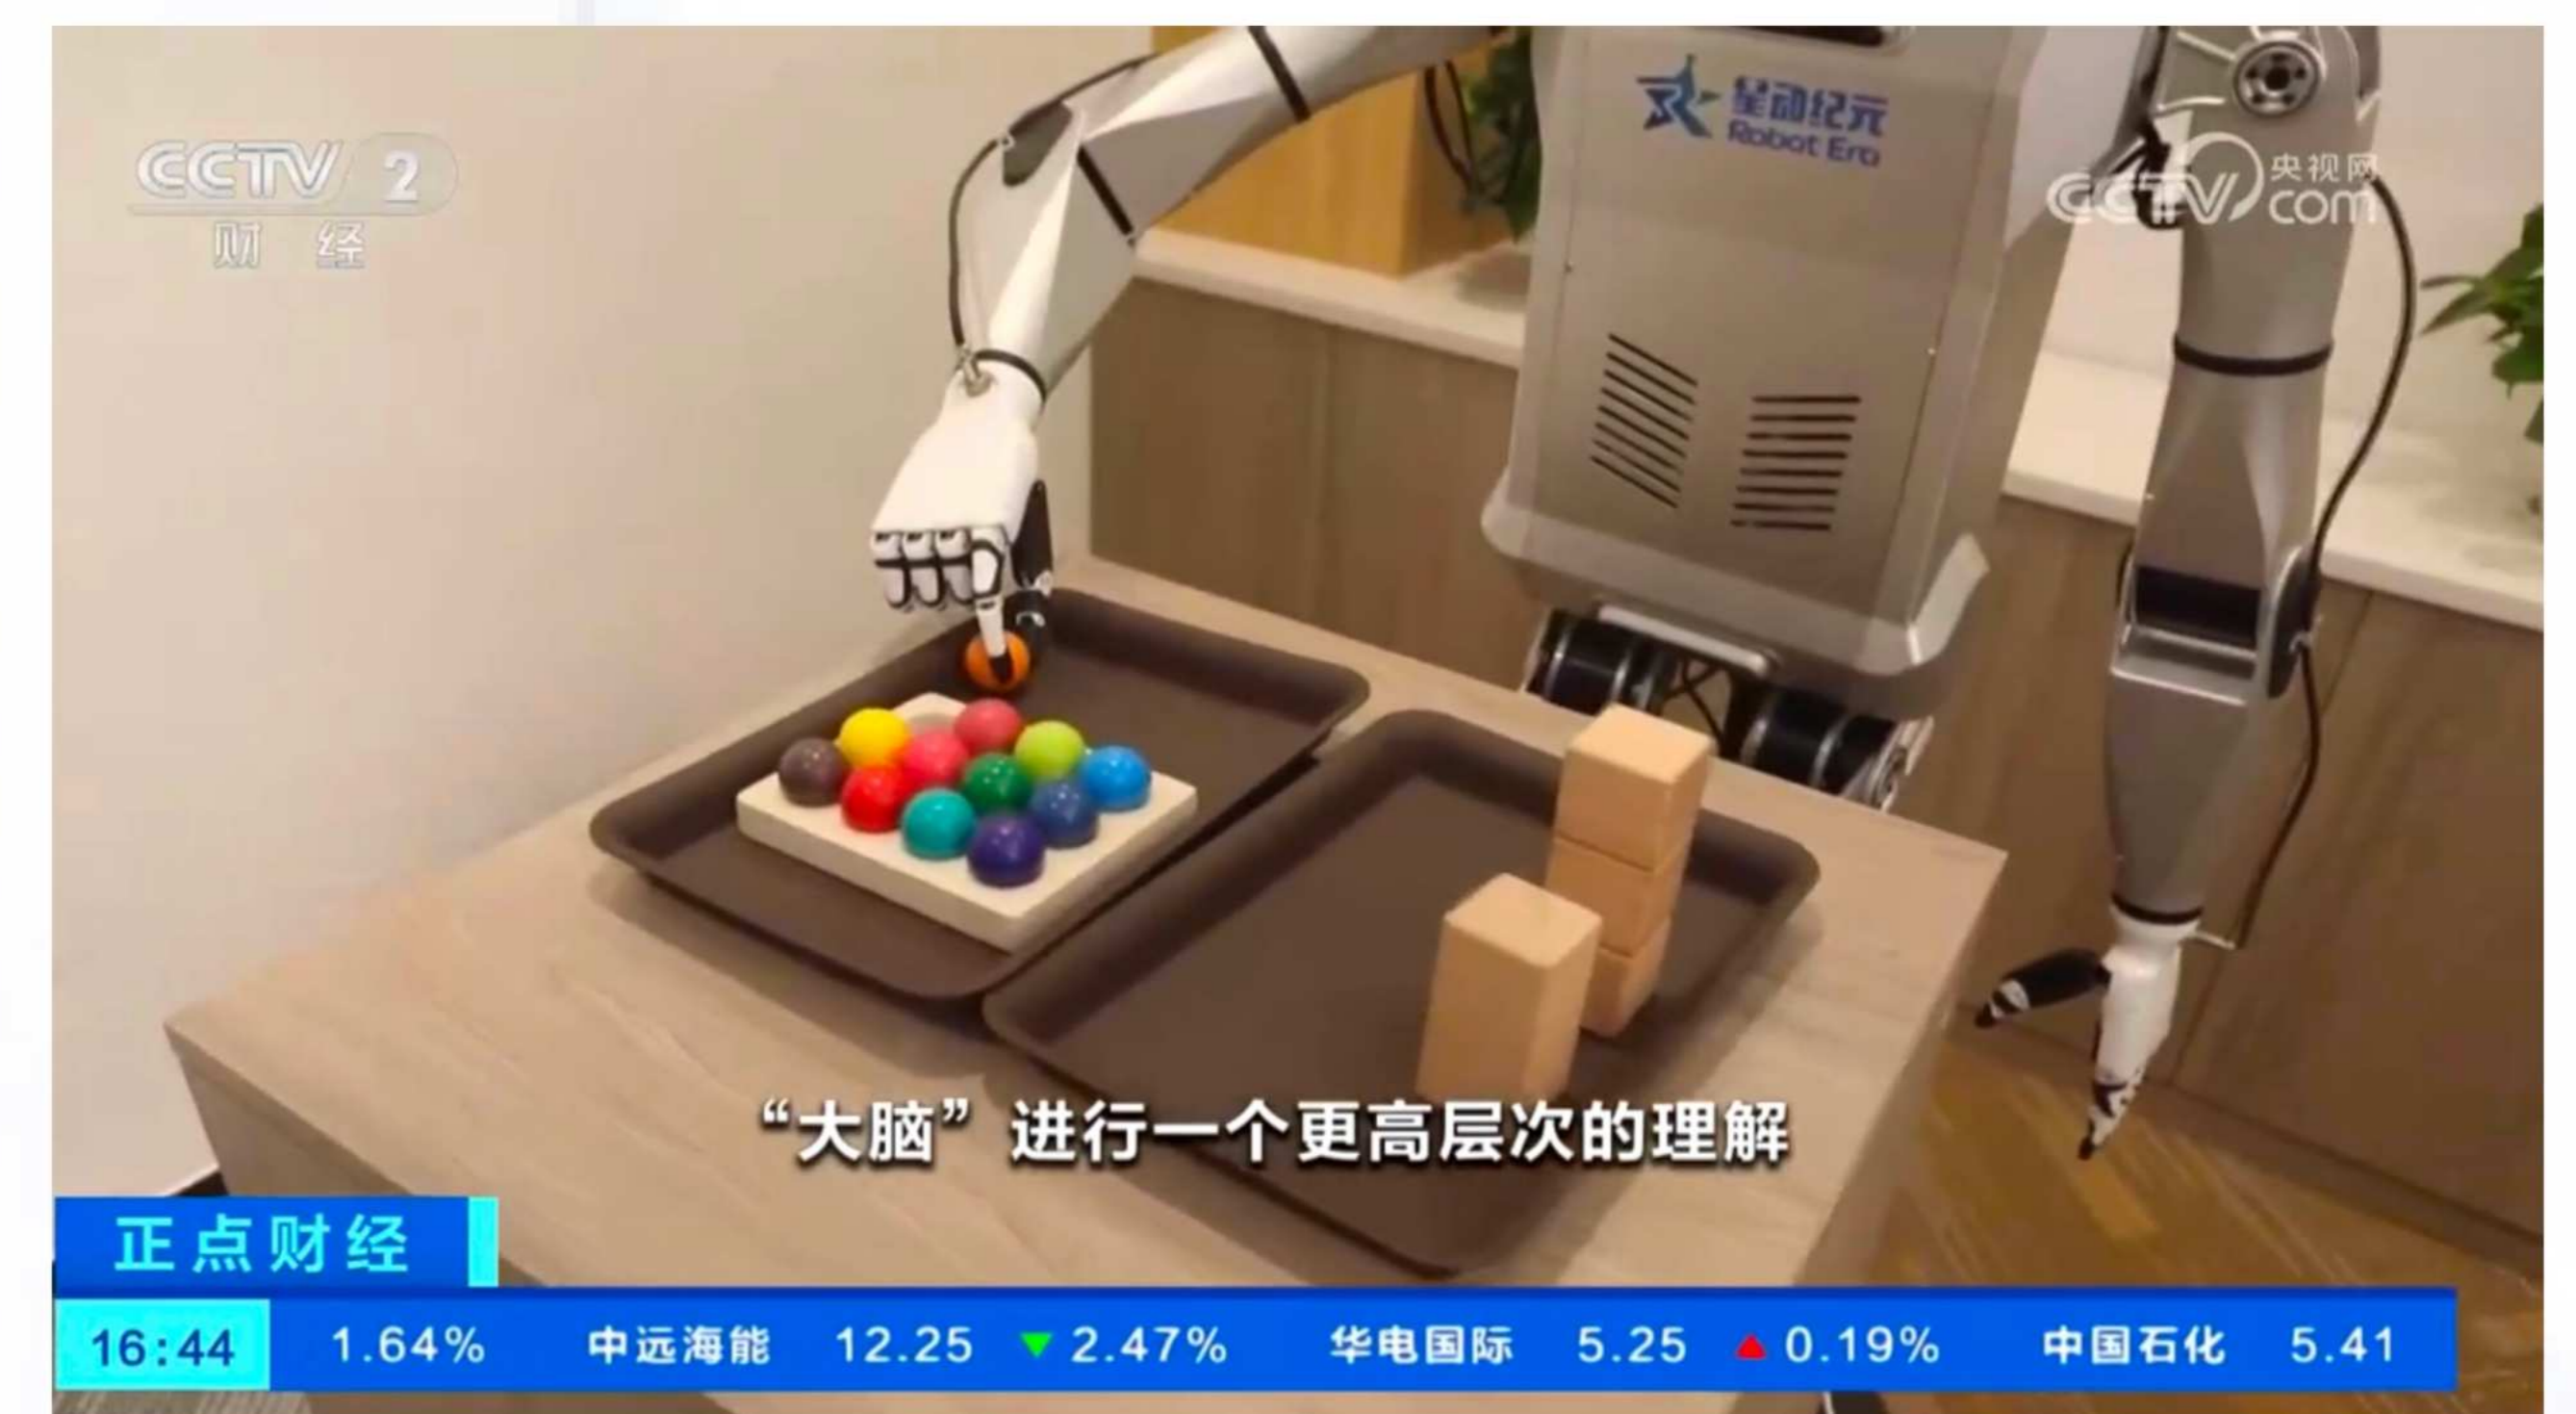 CCTV 2
财 经
星动纪元
Robot Era
央视网
CCTV com
“大脑”进行一个更高层次的理解
正点财经
16:44 1.64% 中远海能 12.25 ▼ 2.47% 华电国际 5.25 ▲ 0.19% 中国石化 5.41